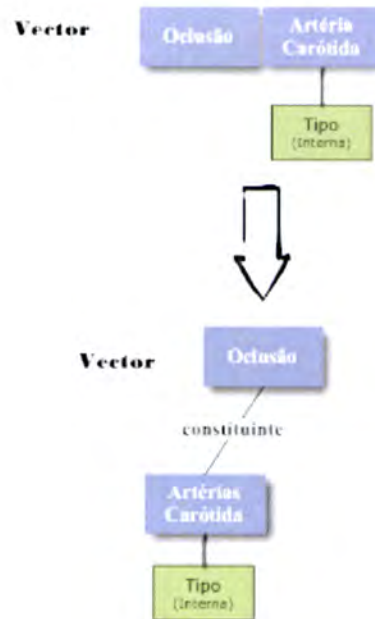 Vector
Oclusão
Artéria
Carótida
Tipo
(Interna)
Vector
Oclusão
constituinte
Artérias
Carótida
Tipo
(Interna)